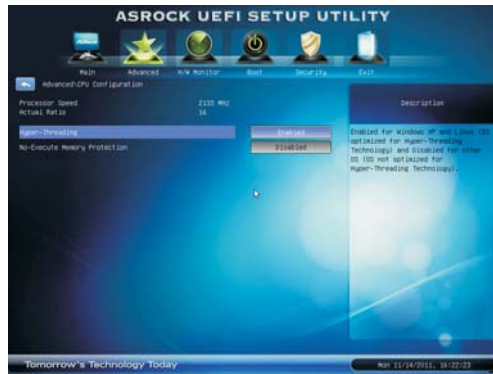 ASROCK UEFI SETUP UTILITY
Main Advanced H/W Monitor Boot Security Exit
Advanced\CPU Configuration
Description
Processor Speed 2133 MHz
Actual Ratio 16
Hyper-Threading Enabled
No-Execute Memory Protection Disabled
Enabled for Windows XP and Linux (OS
optimized for Hyper-Threading
Technology) and Disabled for other
OS (OS not optimized for
Hyper-Threading Technology).
Tomorrow's Technology Today
Mon 11/14/2011, 16:22:23